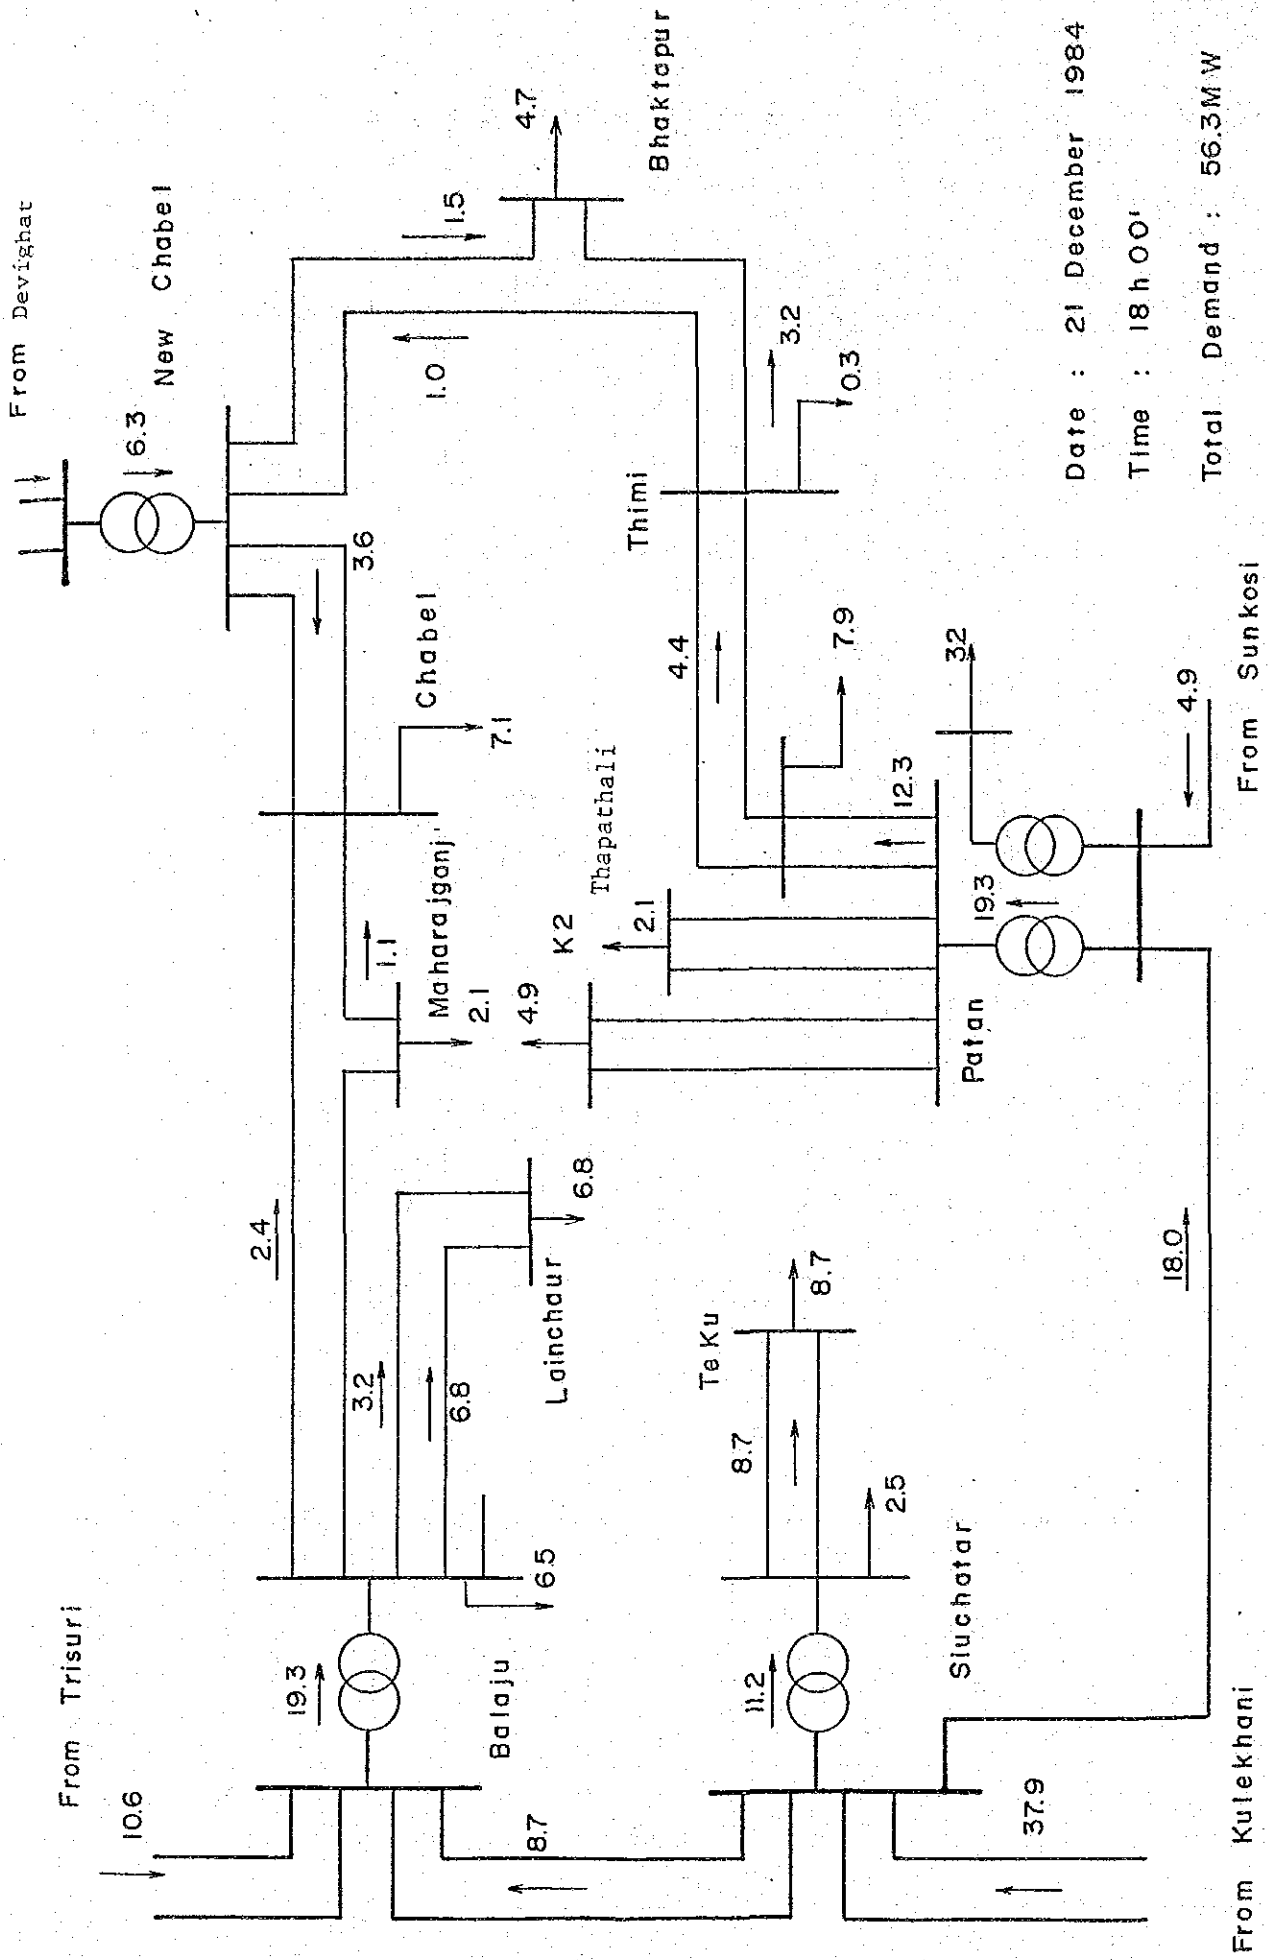 From Trisuri
10.6
19.3
Balaju
8.7
6.5
2.4
3.2
6.8
Lainchaur
6.8
1.1
Maharajganj
2.1
Chabel
7.1
3.6
From Devighat
6.3
New Chabel
1.5
1.0
4.7
Bhaktapur
Thimi
3.2
0.3
4.4
7.9
12.3
Thapathali
2.1
K2
4.9
Patan
19.3
32
4.9
From Sunkosi
18.0
TeKu
8.7
8.7
2.5
11.2
Siuchatar
37.9
From Kulekhani
Date : 21 December 1984
Time : 18 h 00'
Total Demand : 56.3MW